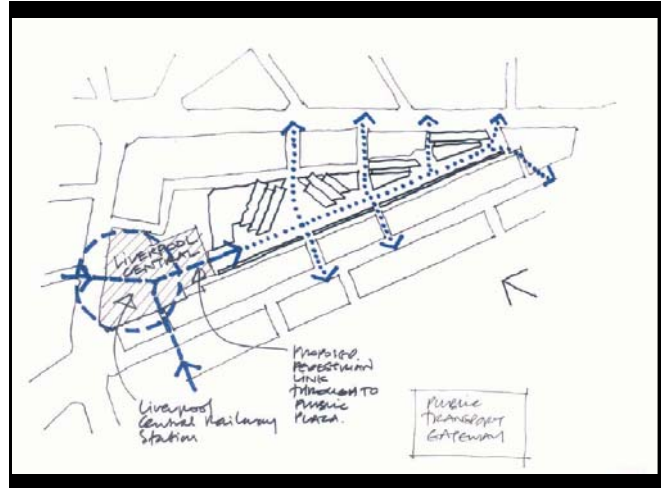 LIVERPOOL
CENTRAL
Liverpool
Central Railway
Station
PROPOSED
PEDESTRIAN
LINK
THROUGH TO
PUBLIC
PLAZA.
PUBLIC
TRANSPORT
GATEWAY